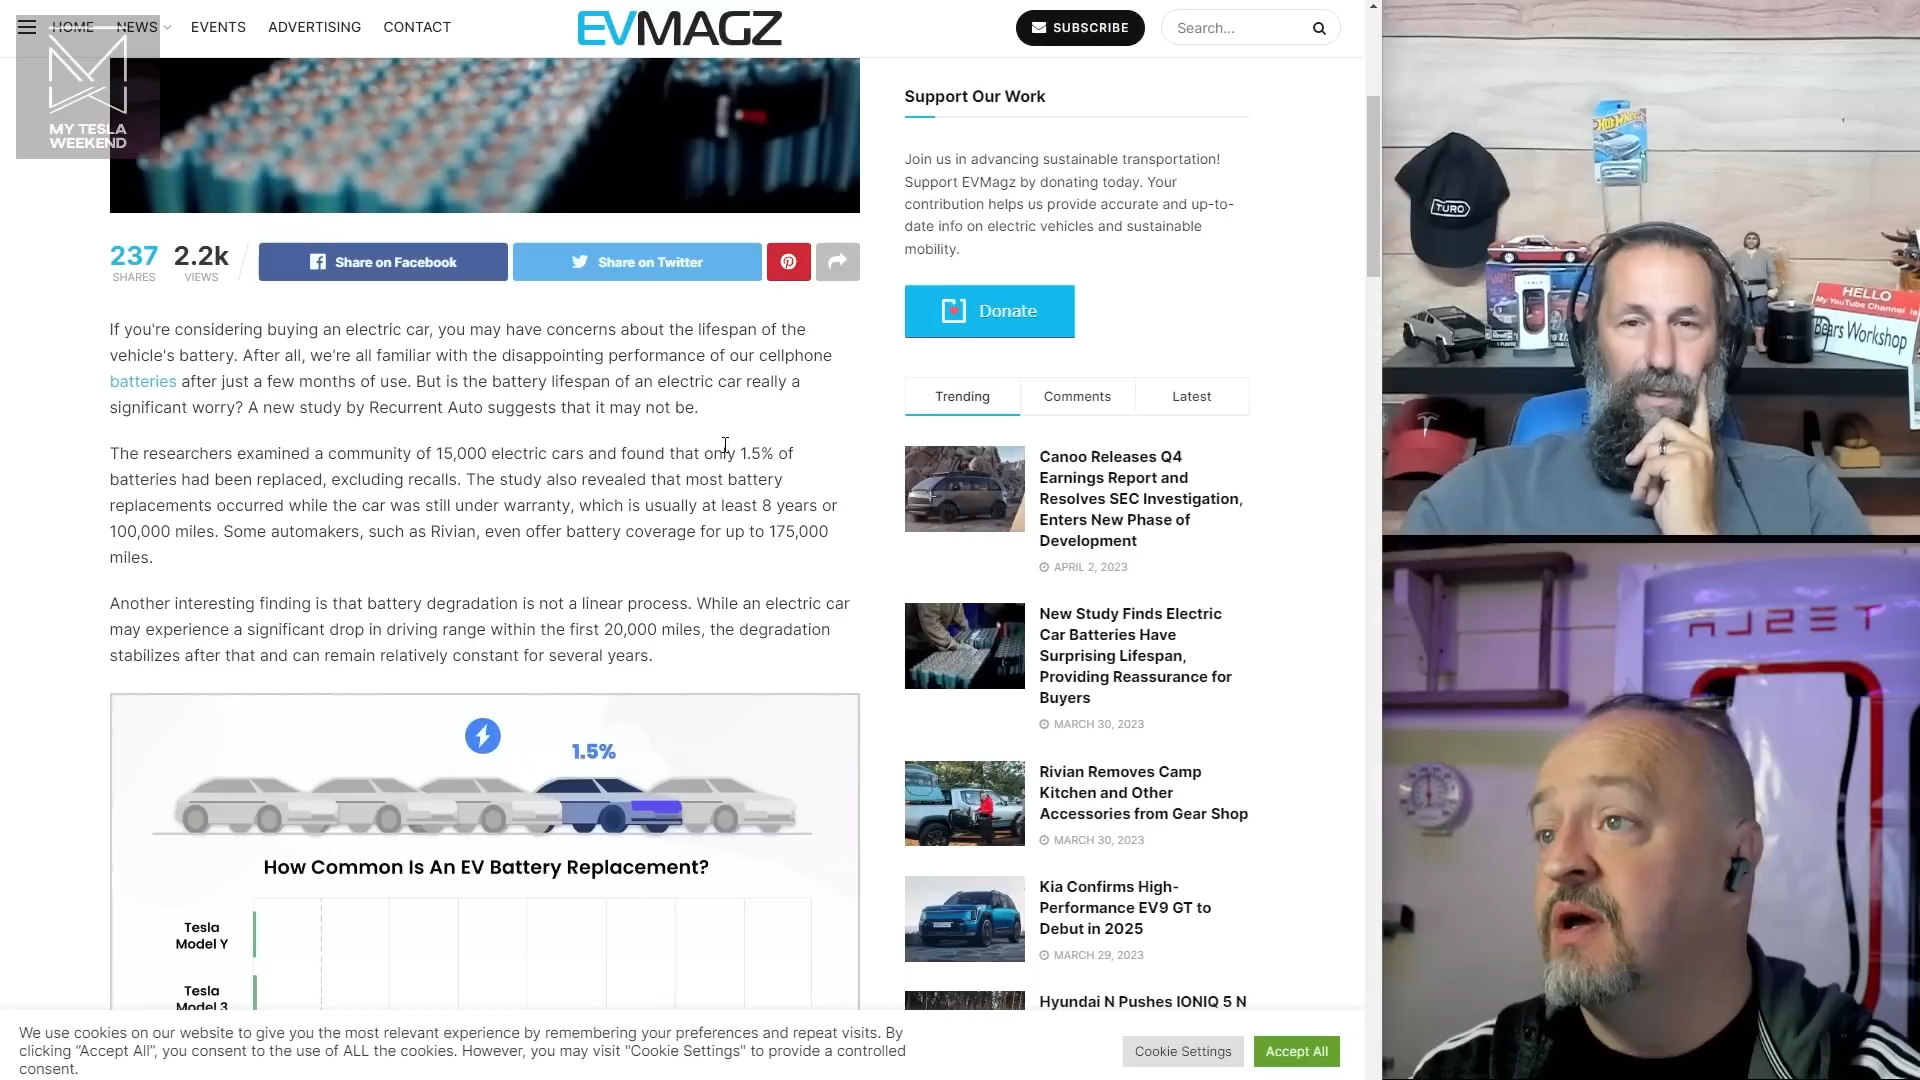 HOME NEWS EVENTS ADVERTISING CONTACT
EVMAGZ
SUBSCRIBE
Search...
MY TESLA
WEEKEND
237
SHARES
2.2k
VIEWS
Share on Facebook
Share on Twitter
If you're considering buying an electric car, you may have concerns about the lifespan of the
vehicle's battery. After all, we're all familiar with the disappointing performance of our cellphone
batteries after just a few months of use. But is the battery lifespan of an electric car really a
significant worry? A new study by Recurrent Auto suggests that it may not be.
The researchers examined a community of 15,000 electric cars and found that only 1.5% of
batteries had been replaced, excluding recalls. The study also revealed that most battery
replacements occurred while the car was still under warranty, which is usually at least 8 years or
100,000 miles. Some automakers, such as Rivian, even offer battery coverage for up to 175,000
miles.
Another interesting finding is that battery degradation is not a linear process. While an electric car
may experience a significant drop in driving range within the first 20,000 miles, the degradation
stabilizes after that and can remain relatively constant for several years.
1.5%
How Common Is An EV Battery Replacement?
Tesla
Model Y
Tesla
Model 3
Support Our Work
Join us in advancing sustainable transportation!
Support EVMagz by donating today. Your
contribution helps us provide accurate and up-to-
date info on electric vehicles and sustainable
mobility.
Donate
Trending Comments Latest
Canoo Releases Q4
Earnings Report and
Resolves SEC Investigation,
Enters New Phase of
Development
APRIL 2, 2023
New Study Finds Electric
Car Batteries Have
Surprising Lifespan,
Providing Reassurance for
Buyers
MARCH 30, 2023
Rivian Removes Camp
Kitchen and Other
Accessories from Gear Shop
MARCH 30, 2023
Kia Confirms High-
Performance EV9 GT to
Debut in 2025
MARCH 29, 2023
Hyundai N Pushes IONIQ 5 N
We use cookies on our website to give you the most relevant experience by remembering your preferences and repeat visits. By
clicking “Accept All”, you consent to the use of ALL the cookies. However, you may visit "Cookie Settings" to provide a controlled
consent.
Cookie Settings
Accept All
HOT WHEELS
TURO
HELLO
My YouTube Channel is
Bears Workshop
TESLA